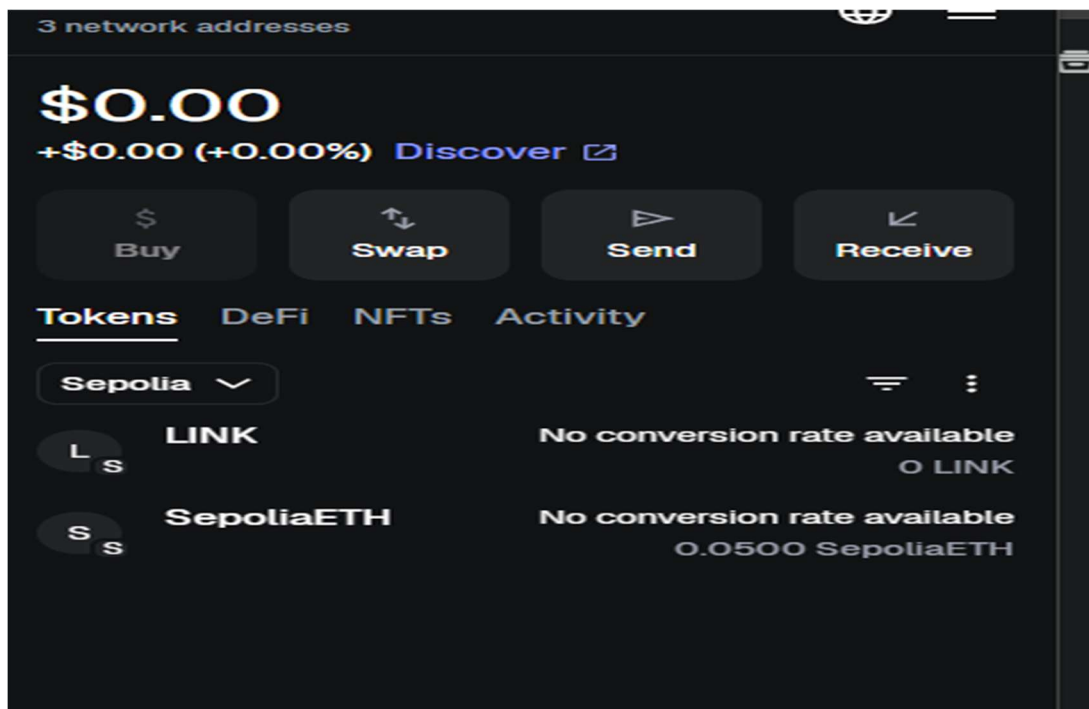 3 network addresses
$0.00
+$0.00 (+0.00%) Discover
$
Buy Swap Send Receive
Tokens DeFi NFTs Activity
Sepolia
L S LINK No conversion rate available
0 LINK
S S SepoliaETH No conversion rate available
0.0500 SepoliaETH